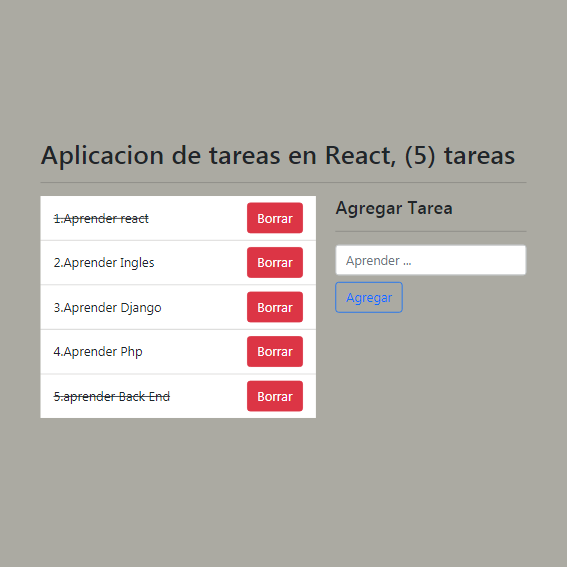 Aplicacion de tareas en React, (5) tareas
1.Aprender react
Borrar
2.Aprender Ingles
Borrar
3.Aprender Django
Borrar
4.Aprender Php
Borrar
5.aprender Back End
Borrar
Agregar Tarea
Aprender ...
Agregar